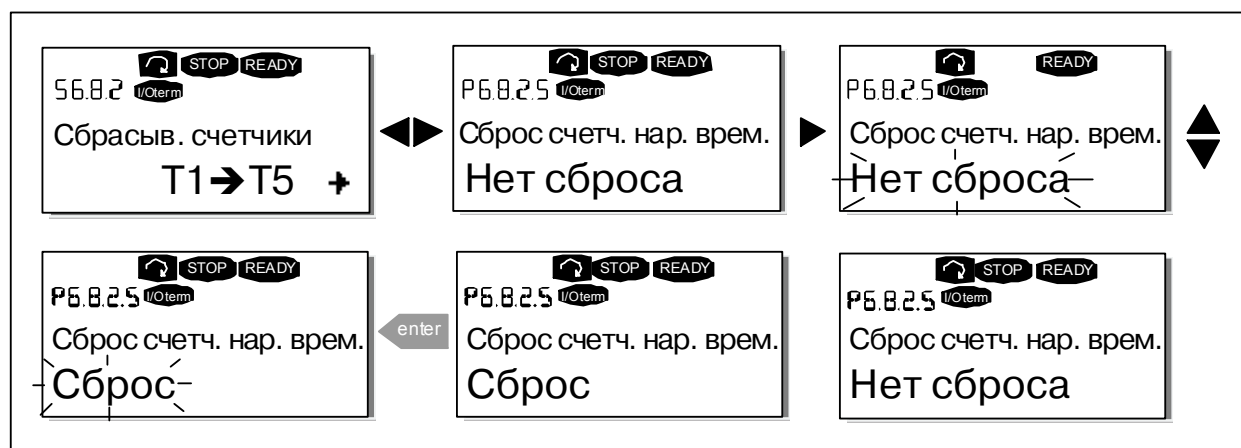 STOP READY
S6.8.2 I/Oterm
Сбрасыв. счетчики
T1➔T5
STOP READY
P6.8.2.5 I/Oterm
Сброс счетч. нар. врем.
Нет сброса
READY
P6.8.2.5 I/Oterm
Сброс счетч. нар. врем.
Нет сброса
STOP READY
P6.8.2.5 I/Oterm
Сброс счетч. нар. врем.
Сброс
enter
STOP READY
P6.8.2.5 I/Oterm
Сброс счетч. нар. врем.
Сброс
STOP READY
P6.8.2.5 I/Oterm
Сброс счетч. нар. врем.
Нет сброса